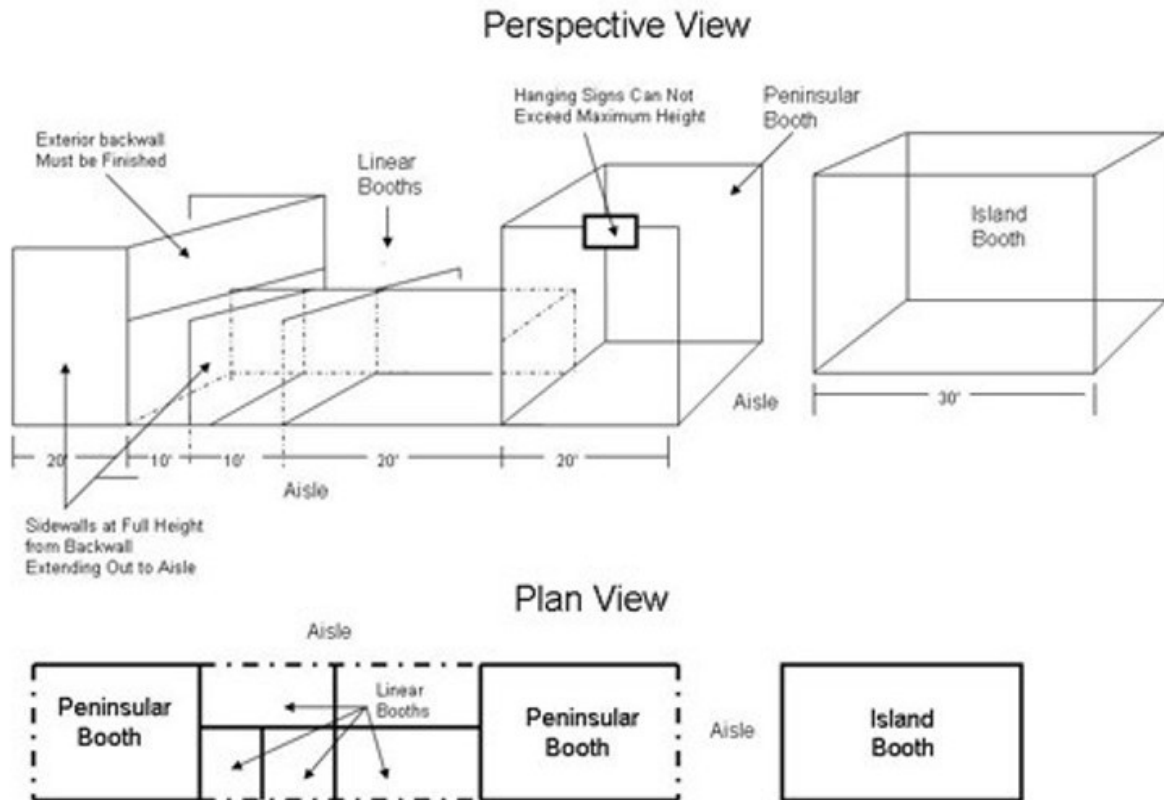 Perspective View
Hanging Signs Can Not
Exceed Maximum Height
Peninsular
Booth
Exterior backwall
Must be Finished
Linear
Booths
Island
Booth
Aisle
30'
20'
10'
10'
20'
20'
Aisle
Sidewalls at Full Height
from Backwall
Extending Out to Aisle
Plan View
Aisle
Peninsular
Booth
Linear
Booths
Peninsular
Booth
Aisle
Island
Booth